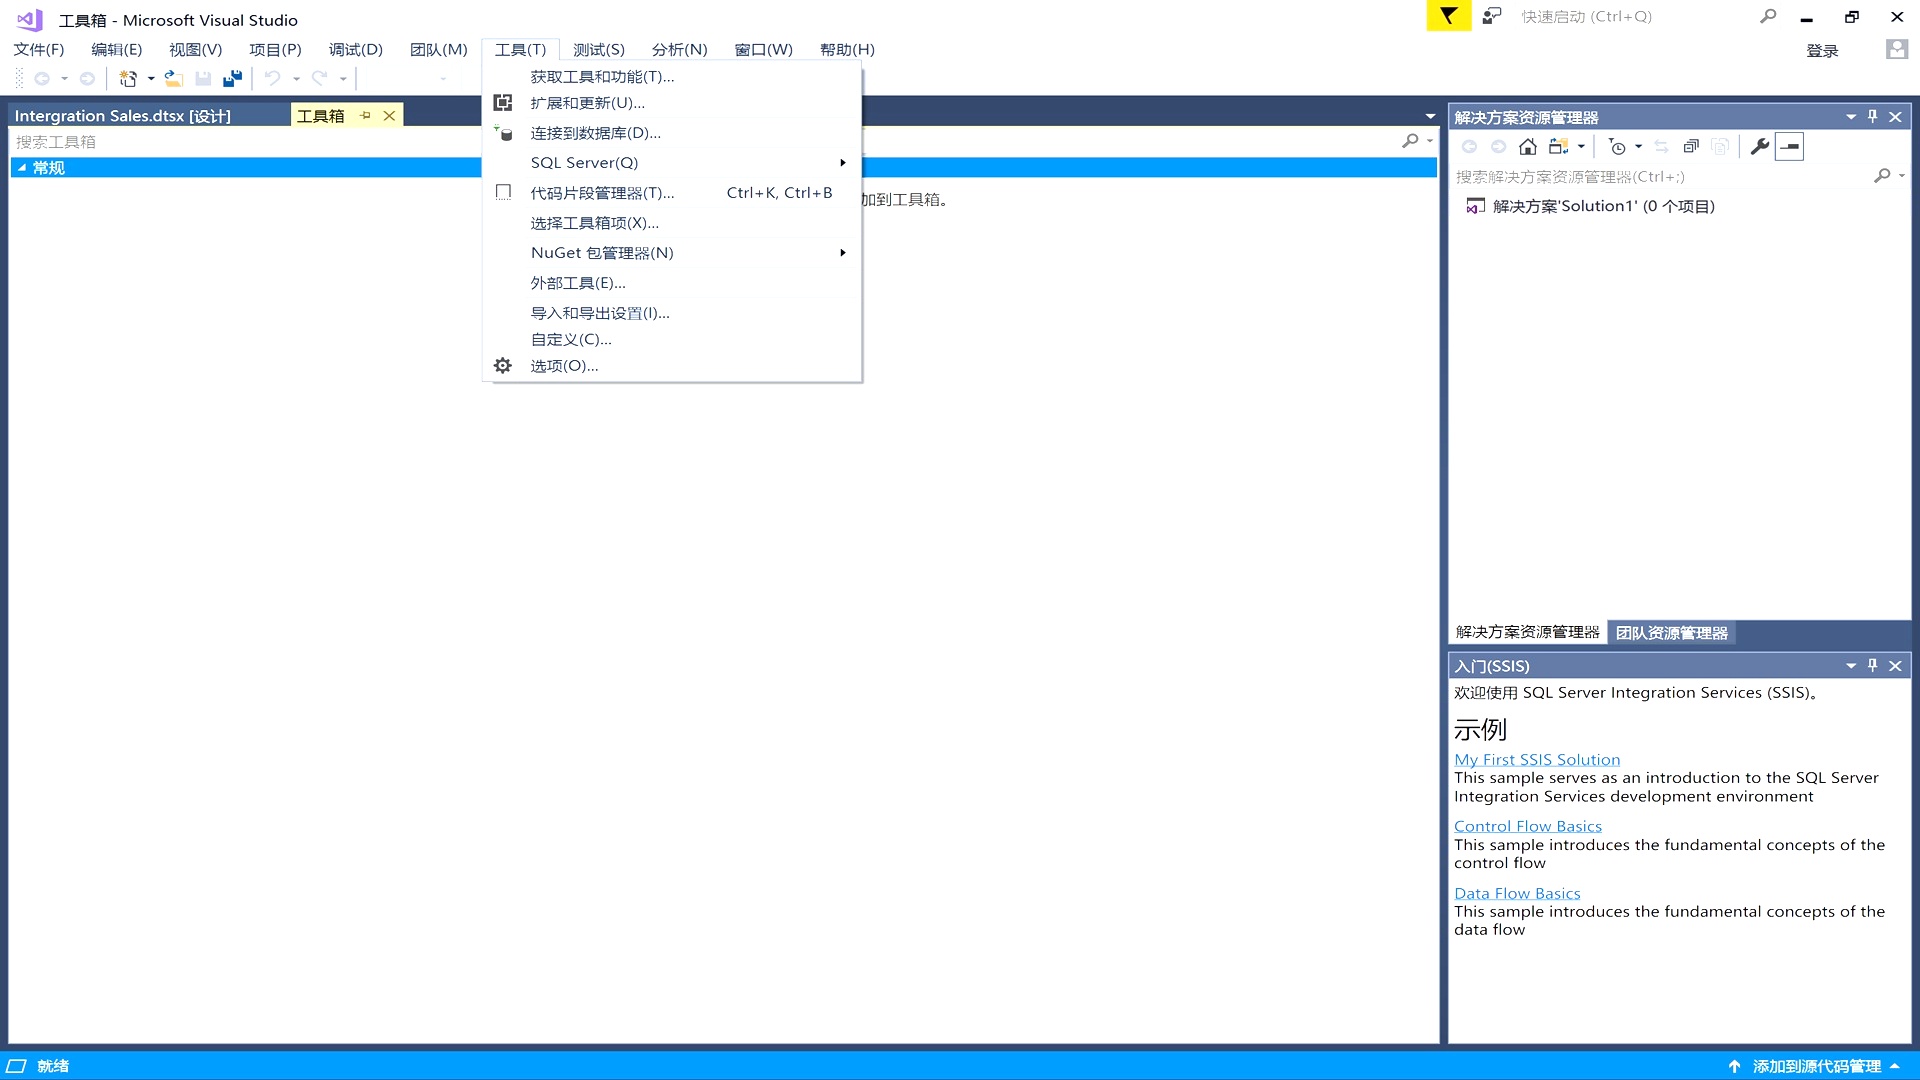 工具箱 - Microsoft Visual Studio
快速启动 (Ctrl+Q)
文件(F) 编辑(E) 视图(V) 项目(P) 调试(D) 团队(M) 工具(T) 测试(S) 分析(N) 窗口(W) 帮助(H)
登录
Intergration Sales.dtsx [设计]
工具箱
搜索工具箱
常规
加到工具箱。
获取工具和功能(T)...
扩展和更新(U)...
连接到数据库(D)...
SQL Server(Q)
代码片段管理器(T)... Ctrl+K, Ctrl+B
选择工具箱项(X)...
NuGet 包管理器(N)
外部工具(E)...
导入和导出设置(I)...
自定义(C)...
选项(O)...
解决方案资源管理器
搜索解决方案资源管理器(Ctrl+;)
解决方案'Solution1' (0 个项目)
解决方案资源管理器 团队资源管理器
入门(SSIS)
欢迎使用 SQL Server Integration Services (SSIS)。
示例
My First SSIS Solution
This sample serves as an introduction to the SQL Server
Integration Services development environment
Control Flow Basics
This sample introduces the fundamental concepts of the
control flow
Data Flow Basics
This sample introduces the fundamental concepts of the
data flow
就绪
添加到源代码管理